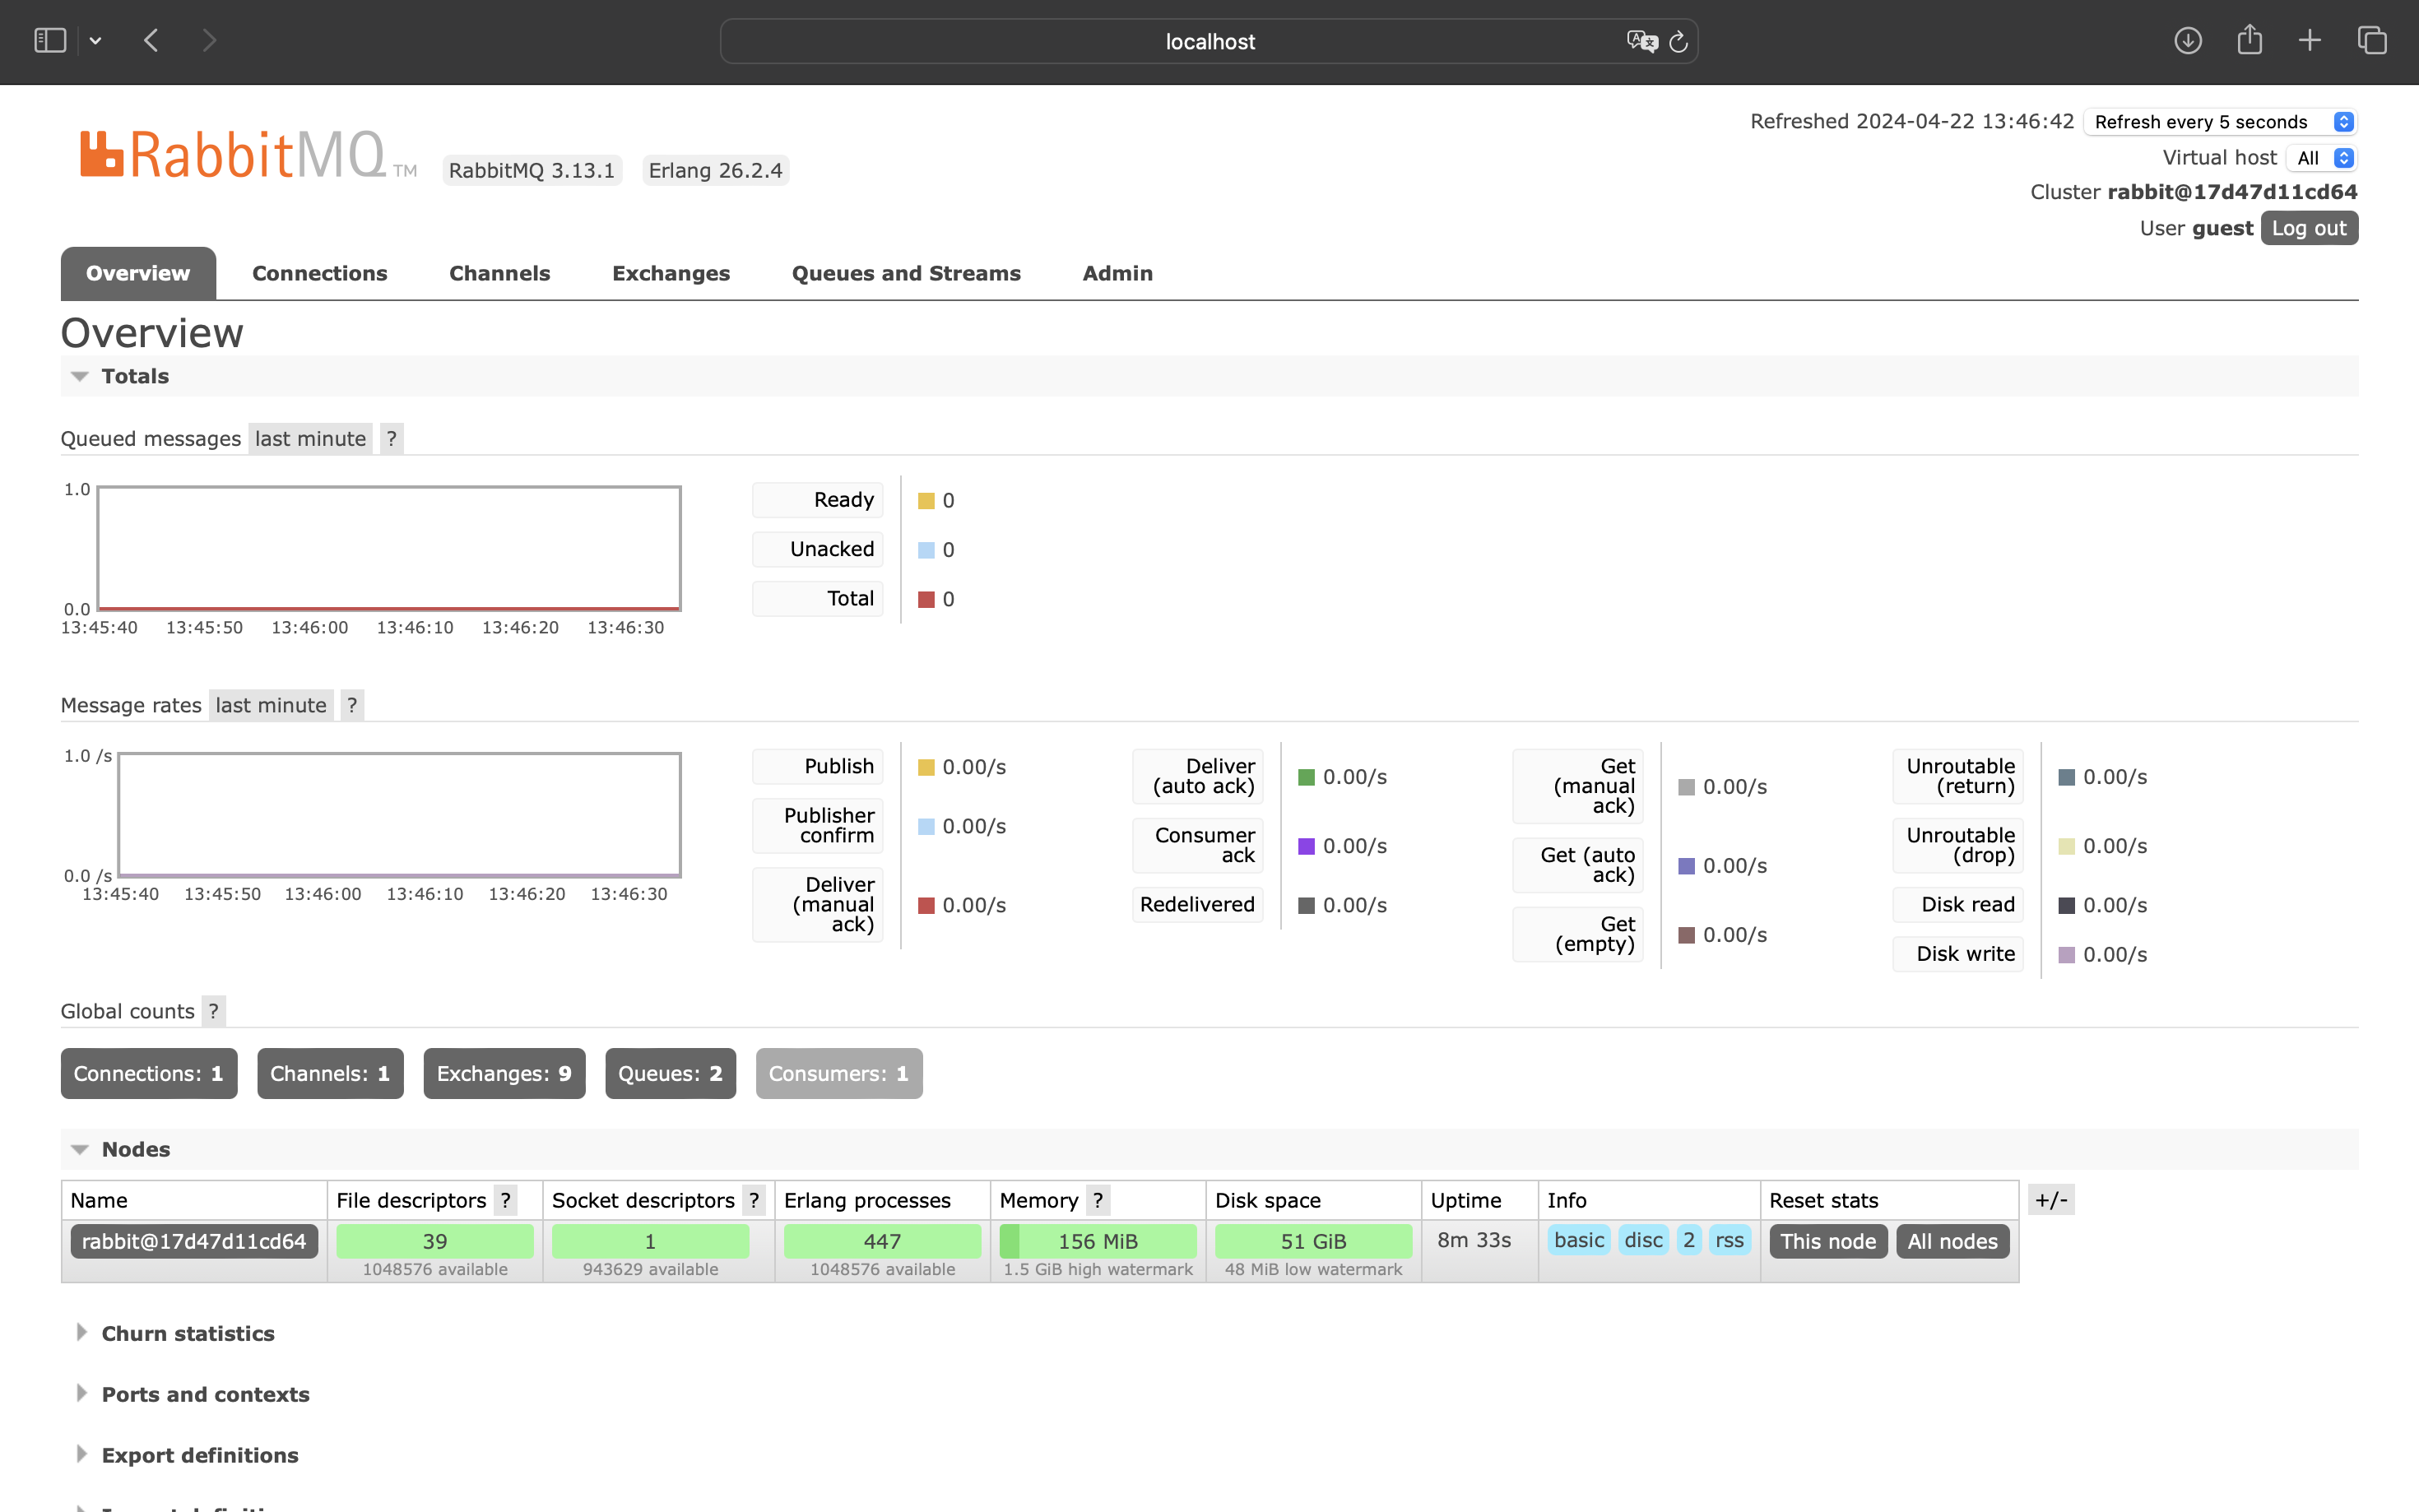 localhost
Refreshed 2024-04-22 13:46:42 Refresh every 5 seconds
RabbitMQ TM RabbitMQ 3.13.1 Erlang 26.2.4
Virtual host All
Cluster rabbit@17d47d11cd64
User guest Log out
Overview Connections Channels Exchanges Queues and Streams Admin
Overview
Totals
Queued messages last minute ?
1.0
0.0
13:45:40 13:45:50 13:46:00 13:46:10 13:46:20 13:46:30
Ready 0
Unacked 0
Total 0
Message rates last minute ?
1.0 /s
0.0 /s
13:45:40 13:45:50 13:46:00 13:46:10 13:46:20 13:46:30
Publish 0.00/s
Publisher
confirm 0.00/s
Deliver
(manual
ack) 0.00/s
Deliver
(auto ack) 0.00/s
Consumer
ack 0.00/s
Redelivered 0.00/s
Get
(manual
ack) 0.00/s
Get (auto
ack) 0.00/s
Get
(empty) 0.00/s
Unroutable
(return) 0.00/s
Unroutable
(drop) 0.00/s
Disk read 0.00/s
Disk write 0.00/s
Global counts ?
Connections: 1 Channels: 1 Exchanges: 9 Queues: 2 Consumers: 1
Nodes
Name File descriptors ? Socket descriptors ? Erlang processes Memory ? Disk space Uptime Info Reset stats +/-
rabbit@17d47d11cd64 39 1 447 156 MiB 51 GiB 8m 33s basic disc 2 rss This node All nodes
1048576 available 943629 available 1048576 available 1.5 GiB high watermark 48 MiB low watermark
Churn statistics
Ports and contexts
Export definitions